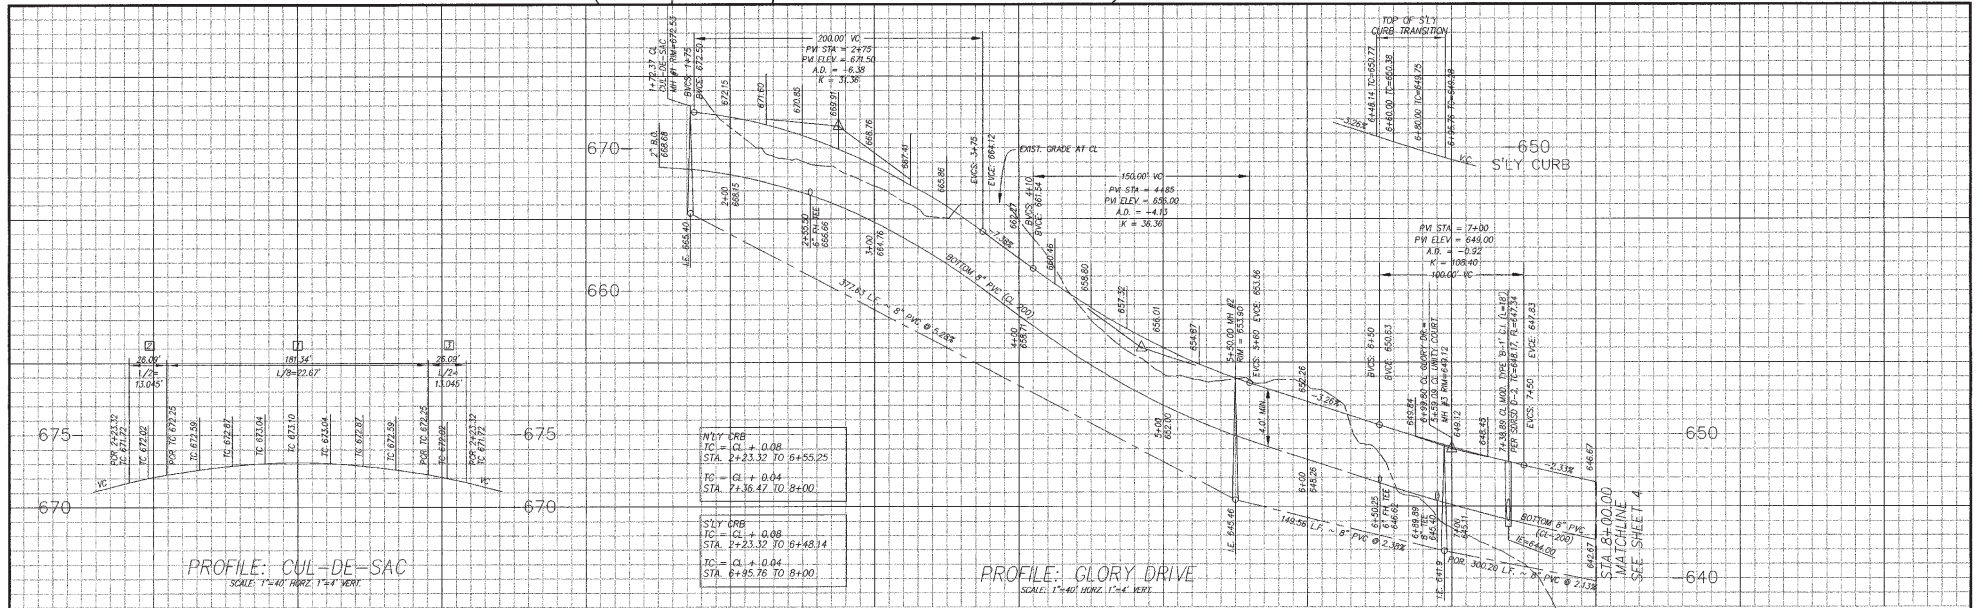 675
670
2
1
3
26.09'
L/2=
13.045'
181.34'
L/8=22.67'
26.09'
L/2=
13.045'
POR 2+23.32
TC 671.72
TC 672.02
POR TC 672.25
TC 672.59
TC 672.87
TC 673.04
TC 673.10
TC 673.04
TC 672.87
TC 672.59
POR TC 672.25
TC 672.02
POR 2+23.32
TC 671.72
VC
VC
675
670
PROFILE: CUL-DE-SAC
SCALE: 1"=40' HORZ. 1"=4' VERT.
670
660
1+72.37 CL
CUL-DE-SAC
MH #1 RIM=672.53
BVCS: 1+75
BVCE: 672.50
200.00' VC
PVI STA = 2+75
PVI ELEV = 671.50
A.D. = -6.38
K = 31.36
672.15
671.60
670.85
669.91
668.76
667.41
665.86
EVCS: 3+75
EVCE: 664.12
2" B.O.
668.68
2+00
668.15
2+55.50
6" FH TEE
666.66
3+00
664.76
I.E. 665.40
EXIST. GRADE AT CL
662.27
BVCS: 4+10
BVCE: 661.54
150.00' VC
PVI STA = 4+85
PVI ELEV = 656.00
A.D. = -4.13
K = 36.36
-7.38%
660.46
658.80
657.32
656.01
654.87
BOTTOM 8" PVC (CL 200)
377.63 L.F. ~ 8" PVC @ 5.28%
4+00
658.71
5+50.00 MH #2
RIM = 653.90
EVCS: 5+60 EVCE: 653.56
652.26
-3.26%
4.0' MIN.
5+00
652.00
I.E. 645.46
6+00
648.26
149.56 L.F. ~ 8" PVC @ 2.38%
N'LY CRB
TC = CL + 0.08
STA. 2+23.32 TO 6+55.25
TC = CL + 0.04
STA. 7+36.47 TO 8+00
S'LY CRB
TC = CL + 0.08
STA. 2+23.32 TO 6+48.14
TC = CL + 0.04
STA. 6+95.76 TO 8+00
PROFILE: GLORY DRIVE
SCALE: 1"=40' HORZ. 1"=4' VERT.
TOP OF S'LY
CURB TRANSITION
-3.26%
6+48.14 TC=650.77
6+60.00 TC=650.38
6+80.00 TC=649.75
6+95.76 TC=649.28
VC
650
S'LY CURB
PVI STA = 7+00
PVI ELEV = 649.00
A.D. = -0.92
K = 108.40
100.00' VC
BVCS: 6+50
BVCE: 650.63
649.84
6+99.80 CL GLORY DR.=
5+59.09 CL UNITY COURT
MH #3 RIM=649.12
649.12
648.45
7+38.89 CL MOD. TYPE 'B-1' C.I. (L=18')
PER SDRSD D-2, TC=648.17, FL=647.34
EVCS: 7+50 EVCE: 647.83
-2.33%
646.67
6+50.25
6" FH TEE
646.62
6+89.89
8" TEE
645.40
7+00
645.11
BOTTOM 8" PVC
(CL-200)
IE=644.00
642.67
I.E. 641.9
POR. 300.20 L.F. ~ 8" PVC @ 2.13%
STA 8+00.00
MATCHLINE
SEE SHEET 4
650
640